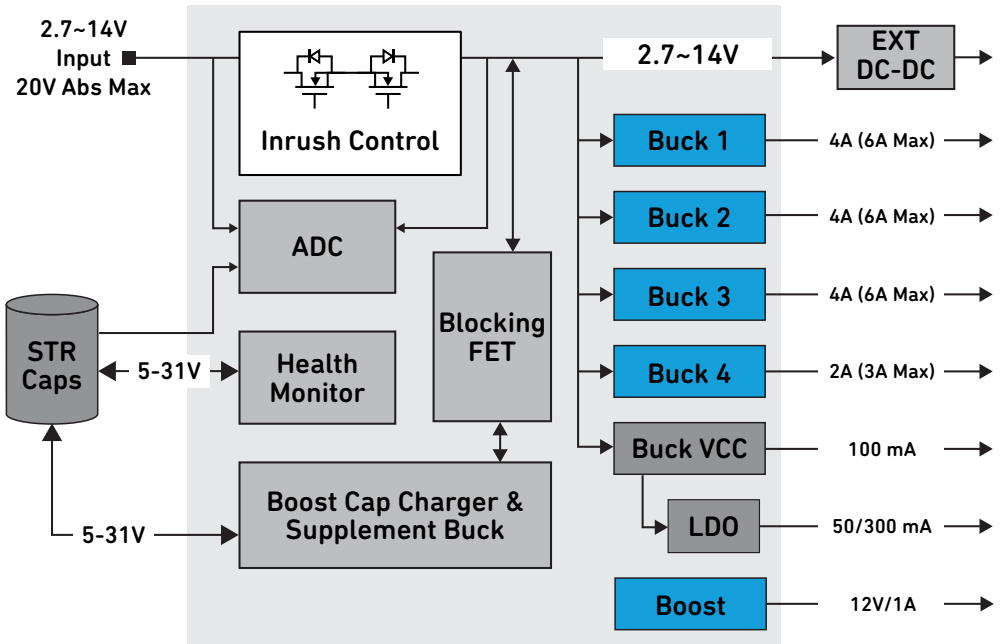 2.7~14V
Input
20V Abs Max
Inrush Control
2.7~14V
EXT
DC-DC
Buck 1
4A (6A Max)
ADC
Buck 2
4A (6A Max)
Blocking
FET
Buck 3
4A (6A Max)
STR
Caps
5-31V
Health
Monitor
Buck 4
2A (3A Max)
Buck VCC
100 mA
Boost Cap Charger &
Supplement Buck
5-31V
LDO
50/300 mA
Boost
12V/1A